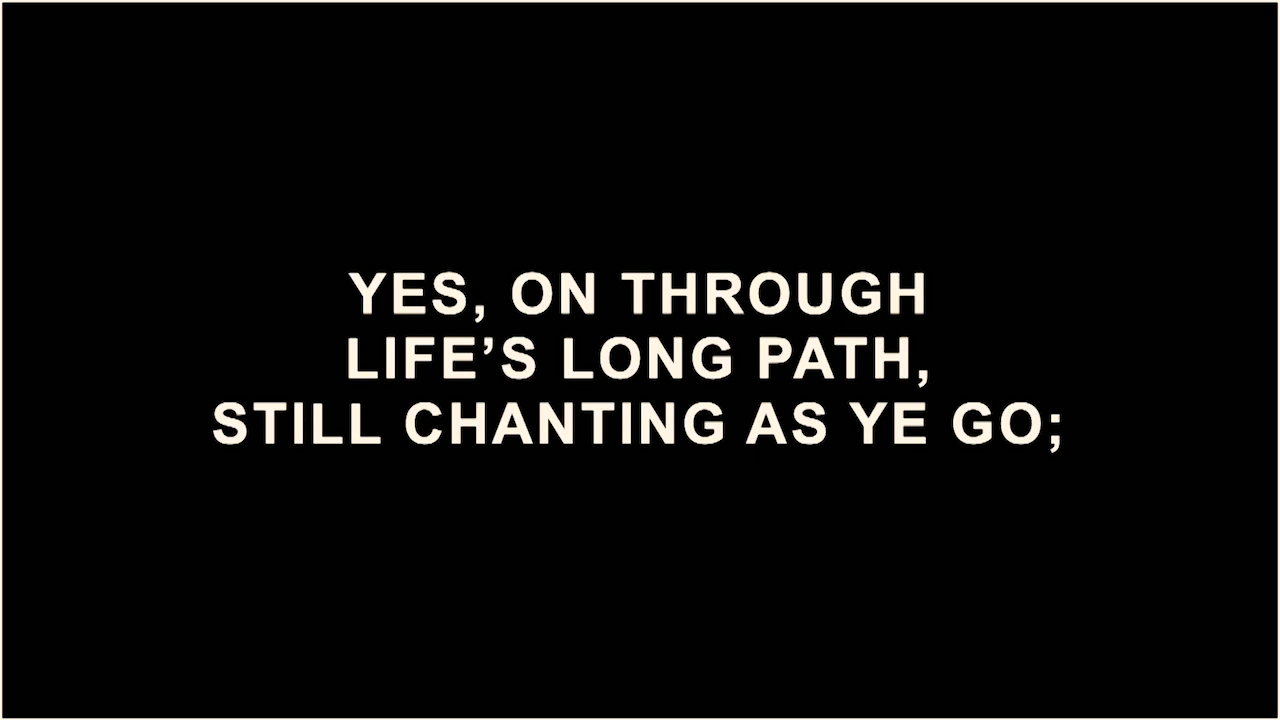 YES, ON THROUGH
LIFE’S LONG PATH,
STILL CHANTING AS YE GO;